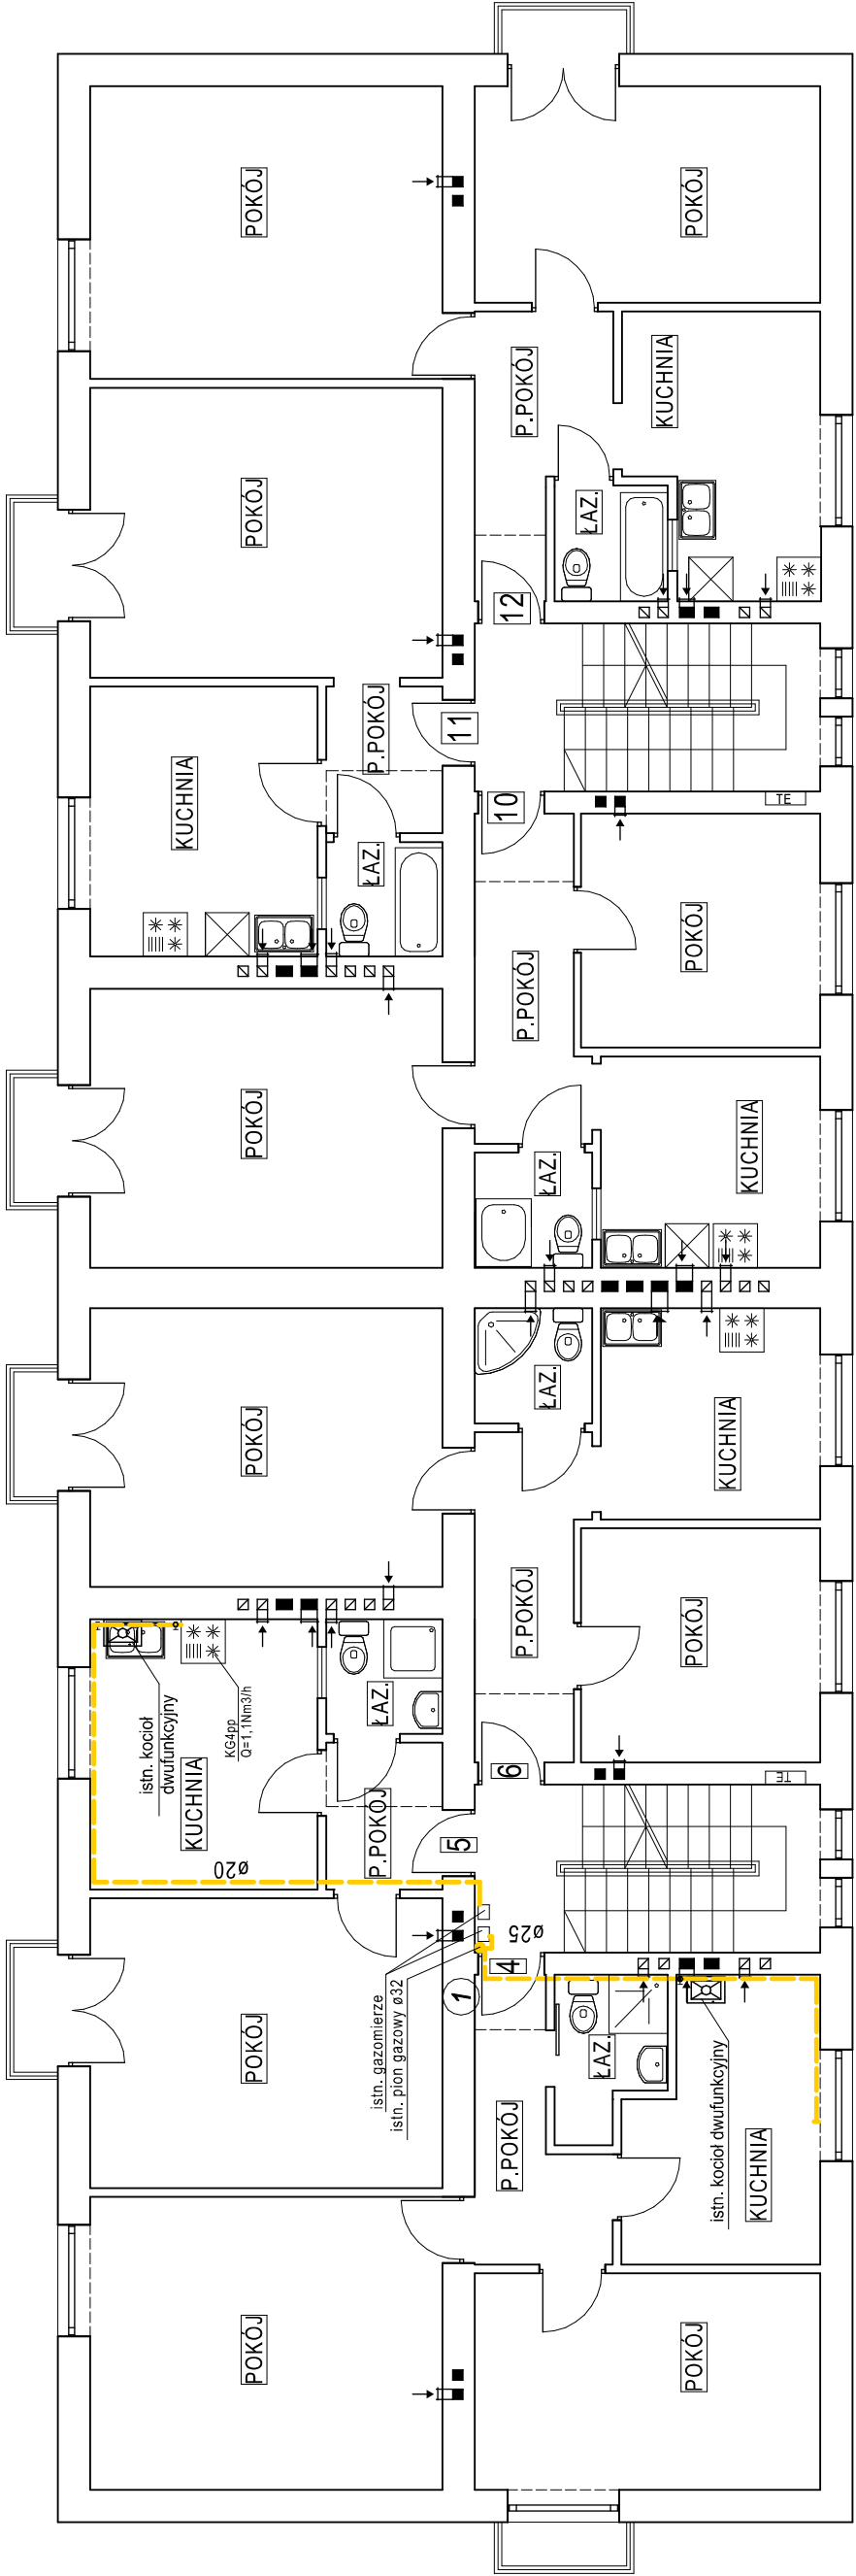 POKÓJ
POKÓJ
P.POKÓJ
KUCHNIA
POKÓJ
ŁAZ.
12
P.POKÓJ
11
KUCHNIA
10
TE
ŁAZ.
POKÓJ
P.POKÓJ
POKÓJ
ŁAZ.
KUCHNIA
ŁAZ.
POKÓJ
KUCHNIA
P.POKÓJ
POKÓJ
KG4pp
Q=1,1Nm3/h
istn. kocioł
dwufunkcyjny
ŁAZ.
KUCHNIA
6
TE
P.POKÓJ
5
ø20
ø25
4
1
istn. gazomierze
istn. pion gazowy ø32
POKÓJ
ŁAZ.
istn. kocioł dwufunkcyjny
P.POKÓJ
KUCHNIA
POKÓJ
POKÓJ